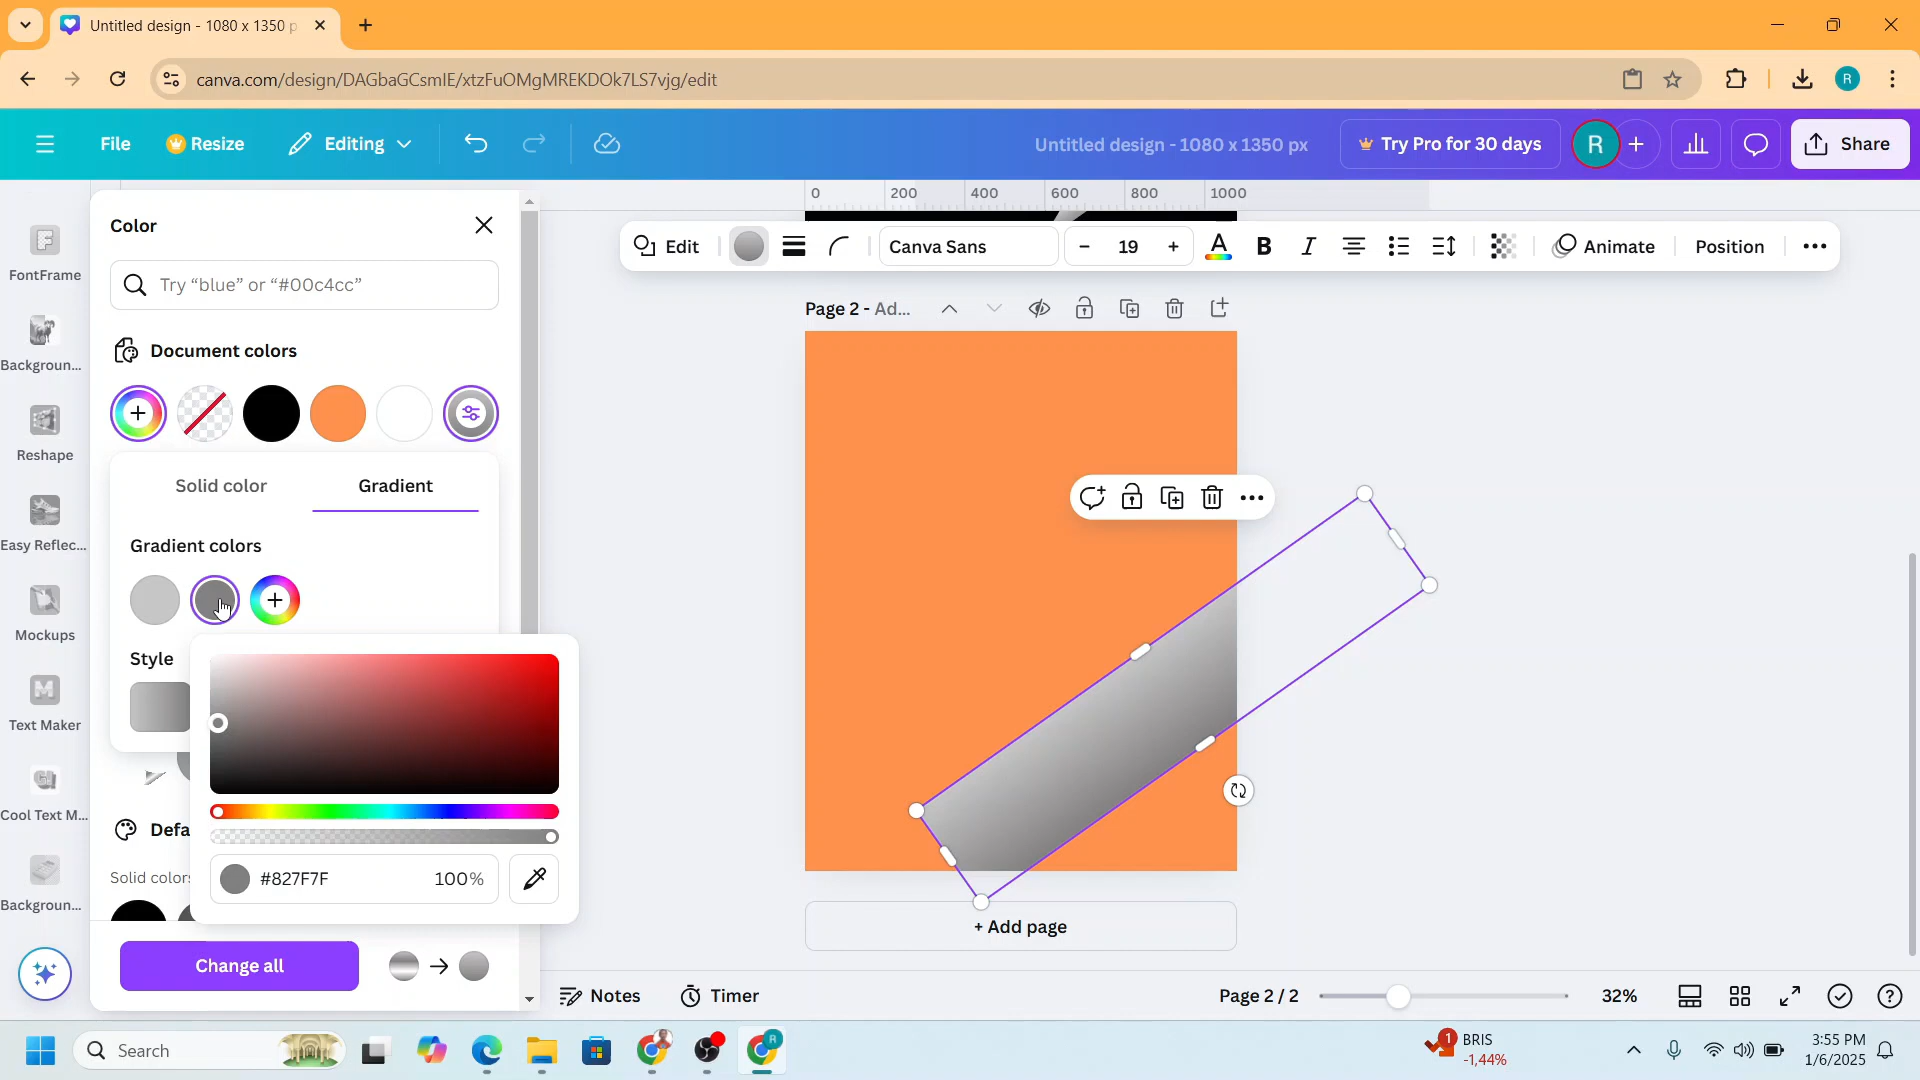 Untitled design - 1080 x 1350 p
canva.com/design/DAGbaGCsmIE/xtzFuOMgMREKDOk7LS7vjg/edit
R
File
Resize
Editing
Untitled design - 1080 x 1350 px
Try Pro for 30 days
R
Share
0
200
400
600
800
1000
Color
Try “blue” or “#00c4cc”
Edit
Canva Sans
19
Animate
Position
FontFrame
Backgroun...
Reshape
Easy Reflec...
Mockups
Text Maker
Cool Text M...
Backgroun...
Document colors
Page 2 - Ad...
Solid color
Gradient
Gradient colors
Style
Defa
Solid colors
#827F7F
100%
Change all
+ Add page
Notes
Timer
Page 2 / 2
32%
Search
R
1
BRIS
-1,44%
3:55 PM
1/6/2025